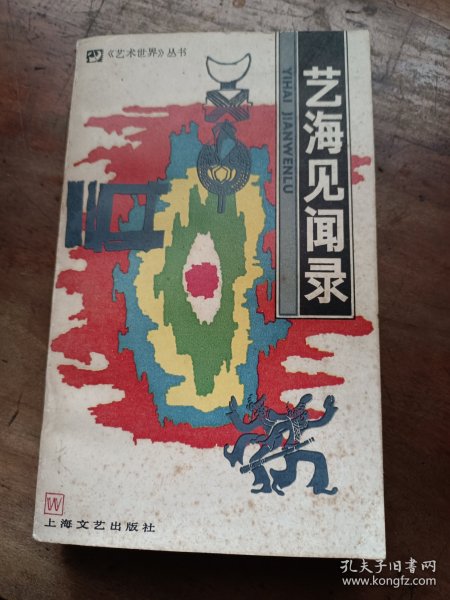 《艺术世界》丛书
艺海见闻录
YIHAI JIANWENLU
W
上海文艺出版社
孔夫子旧书网
www.kongfz.com